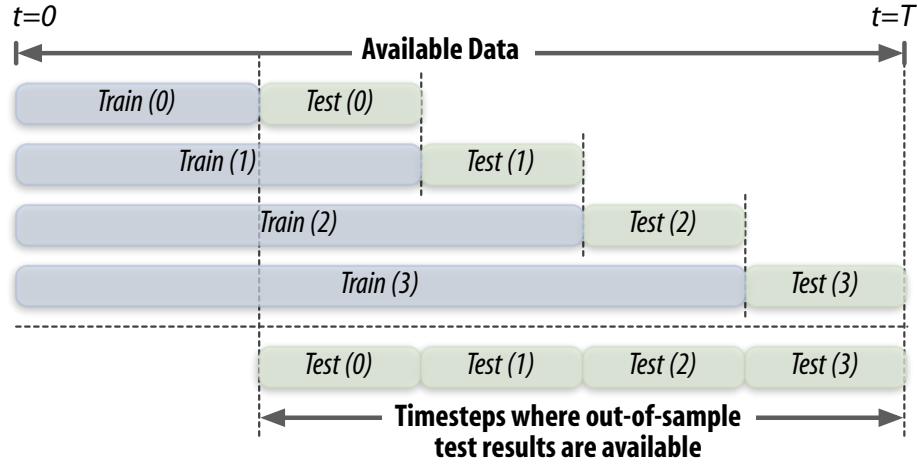 t=0
t=T
Available Data
Train (0)
Test (0)
Train (1)
Test (1)
Train (2)
Test (2)
Train (3)
Test (3)
Test (0)
Test (1)
Test (2)
Test (3)
Timesteps where out-of-sample
test results are available